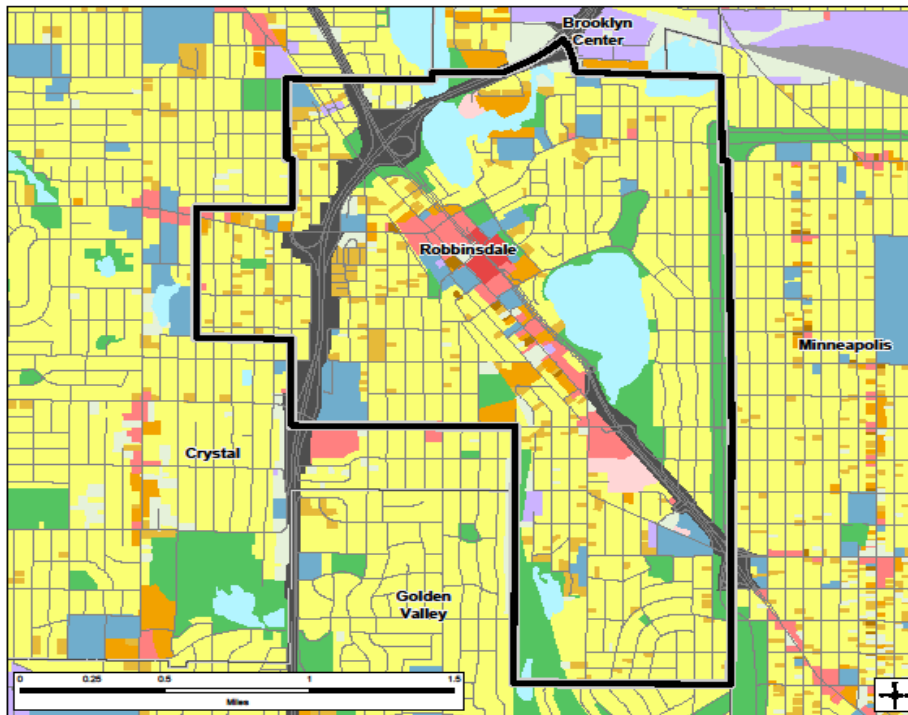 Brooklyn
Center
Robbinsdale
Minneapolis
Crystal
Golden
Valley
0 0.25 0.5 1 1.5
Miles